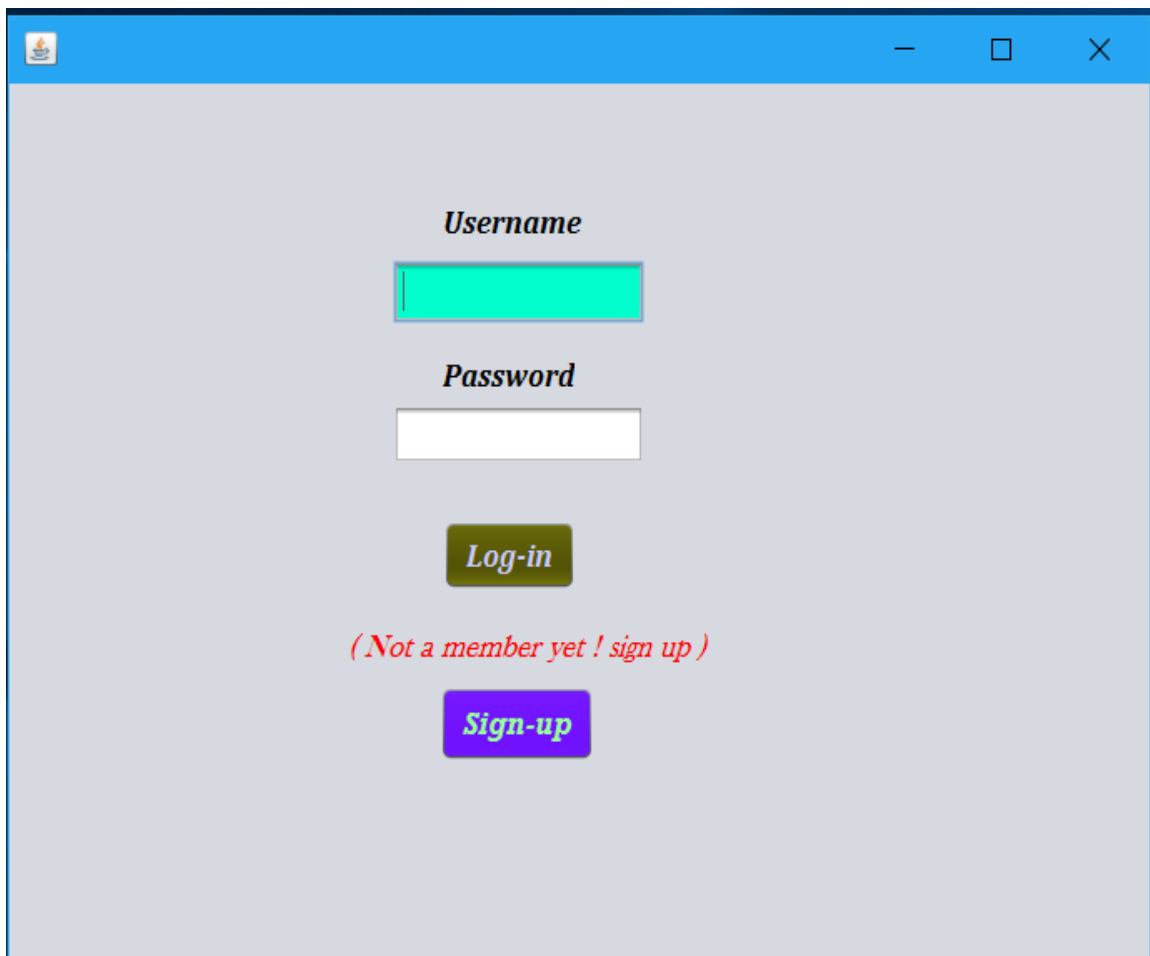 Username
Password
Log-in
( Not a member yet ! sign up )
Sign-up